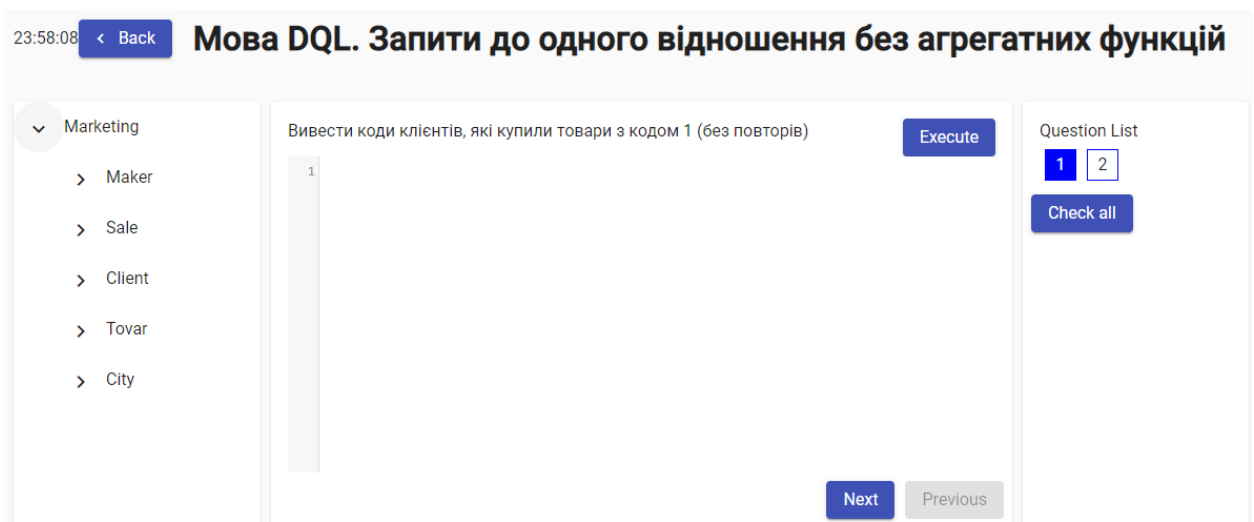 23:58:08 Back Мова DQL. Запити до одного відношення без агрегатних функцій
Marketing
Maker
Sale
Client
Tovar
City
Вивести коди клієнтів, які купили товари з кодом 1 (без повторів)
Execute
1
Next Previous
Question List
1 2
Check all